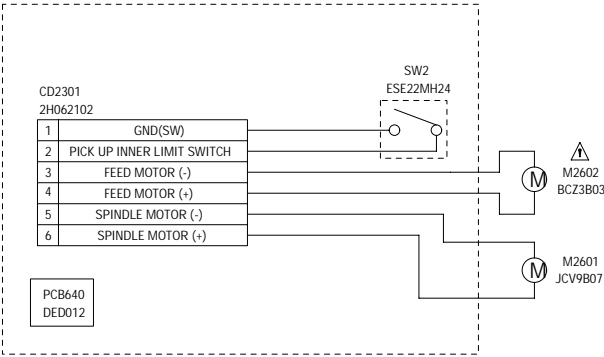 SW2
ESE22MH24
CD2301
2H062102
1 GND(SW)
2 PICK UP INNER LIMIT SWITCH
3 FEED MOTOR (-)
4 FEED MOTOR (+)
5 SPINDLE MOTOR (-)
6 SPINDLE MOTOR (+)
M
M2602
BCZ3B03
M
M2601
JCV9B07
PCB640
DED012